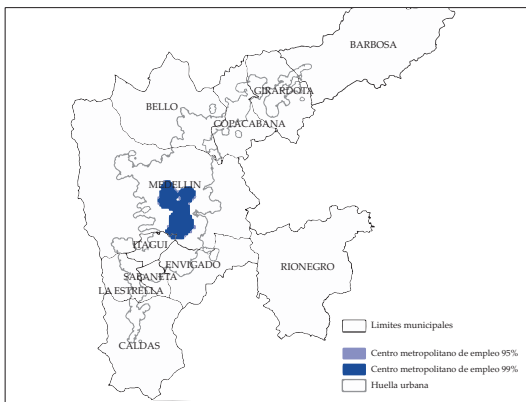 BARBOSA
GIRARDOTA
BELLO
COPACABANA
MEDELLIN
ITAGUI
ENVIGADO
RIONEGRO
SABANETA
LA ESTRELLA
CALDAS
Limites municipales
Centro metropolitano de empleo 95%
Centro metropolitano de empleo 99%
Huella urbana